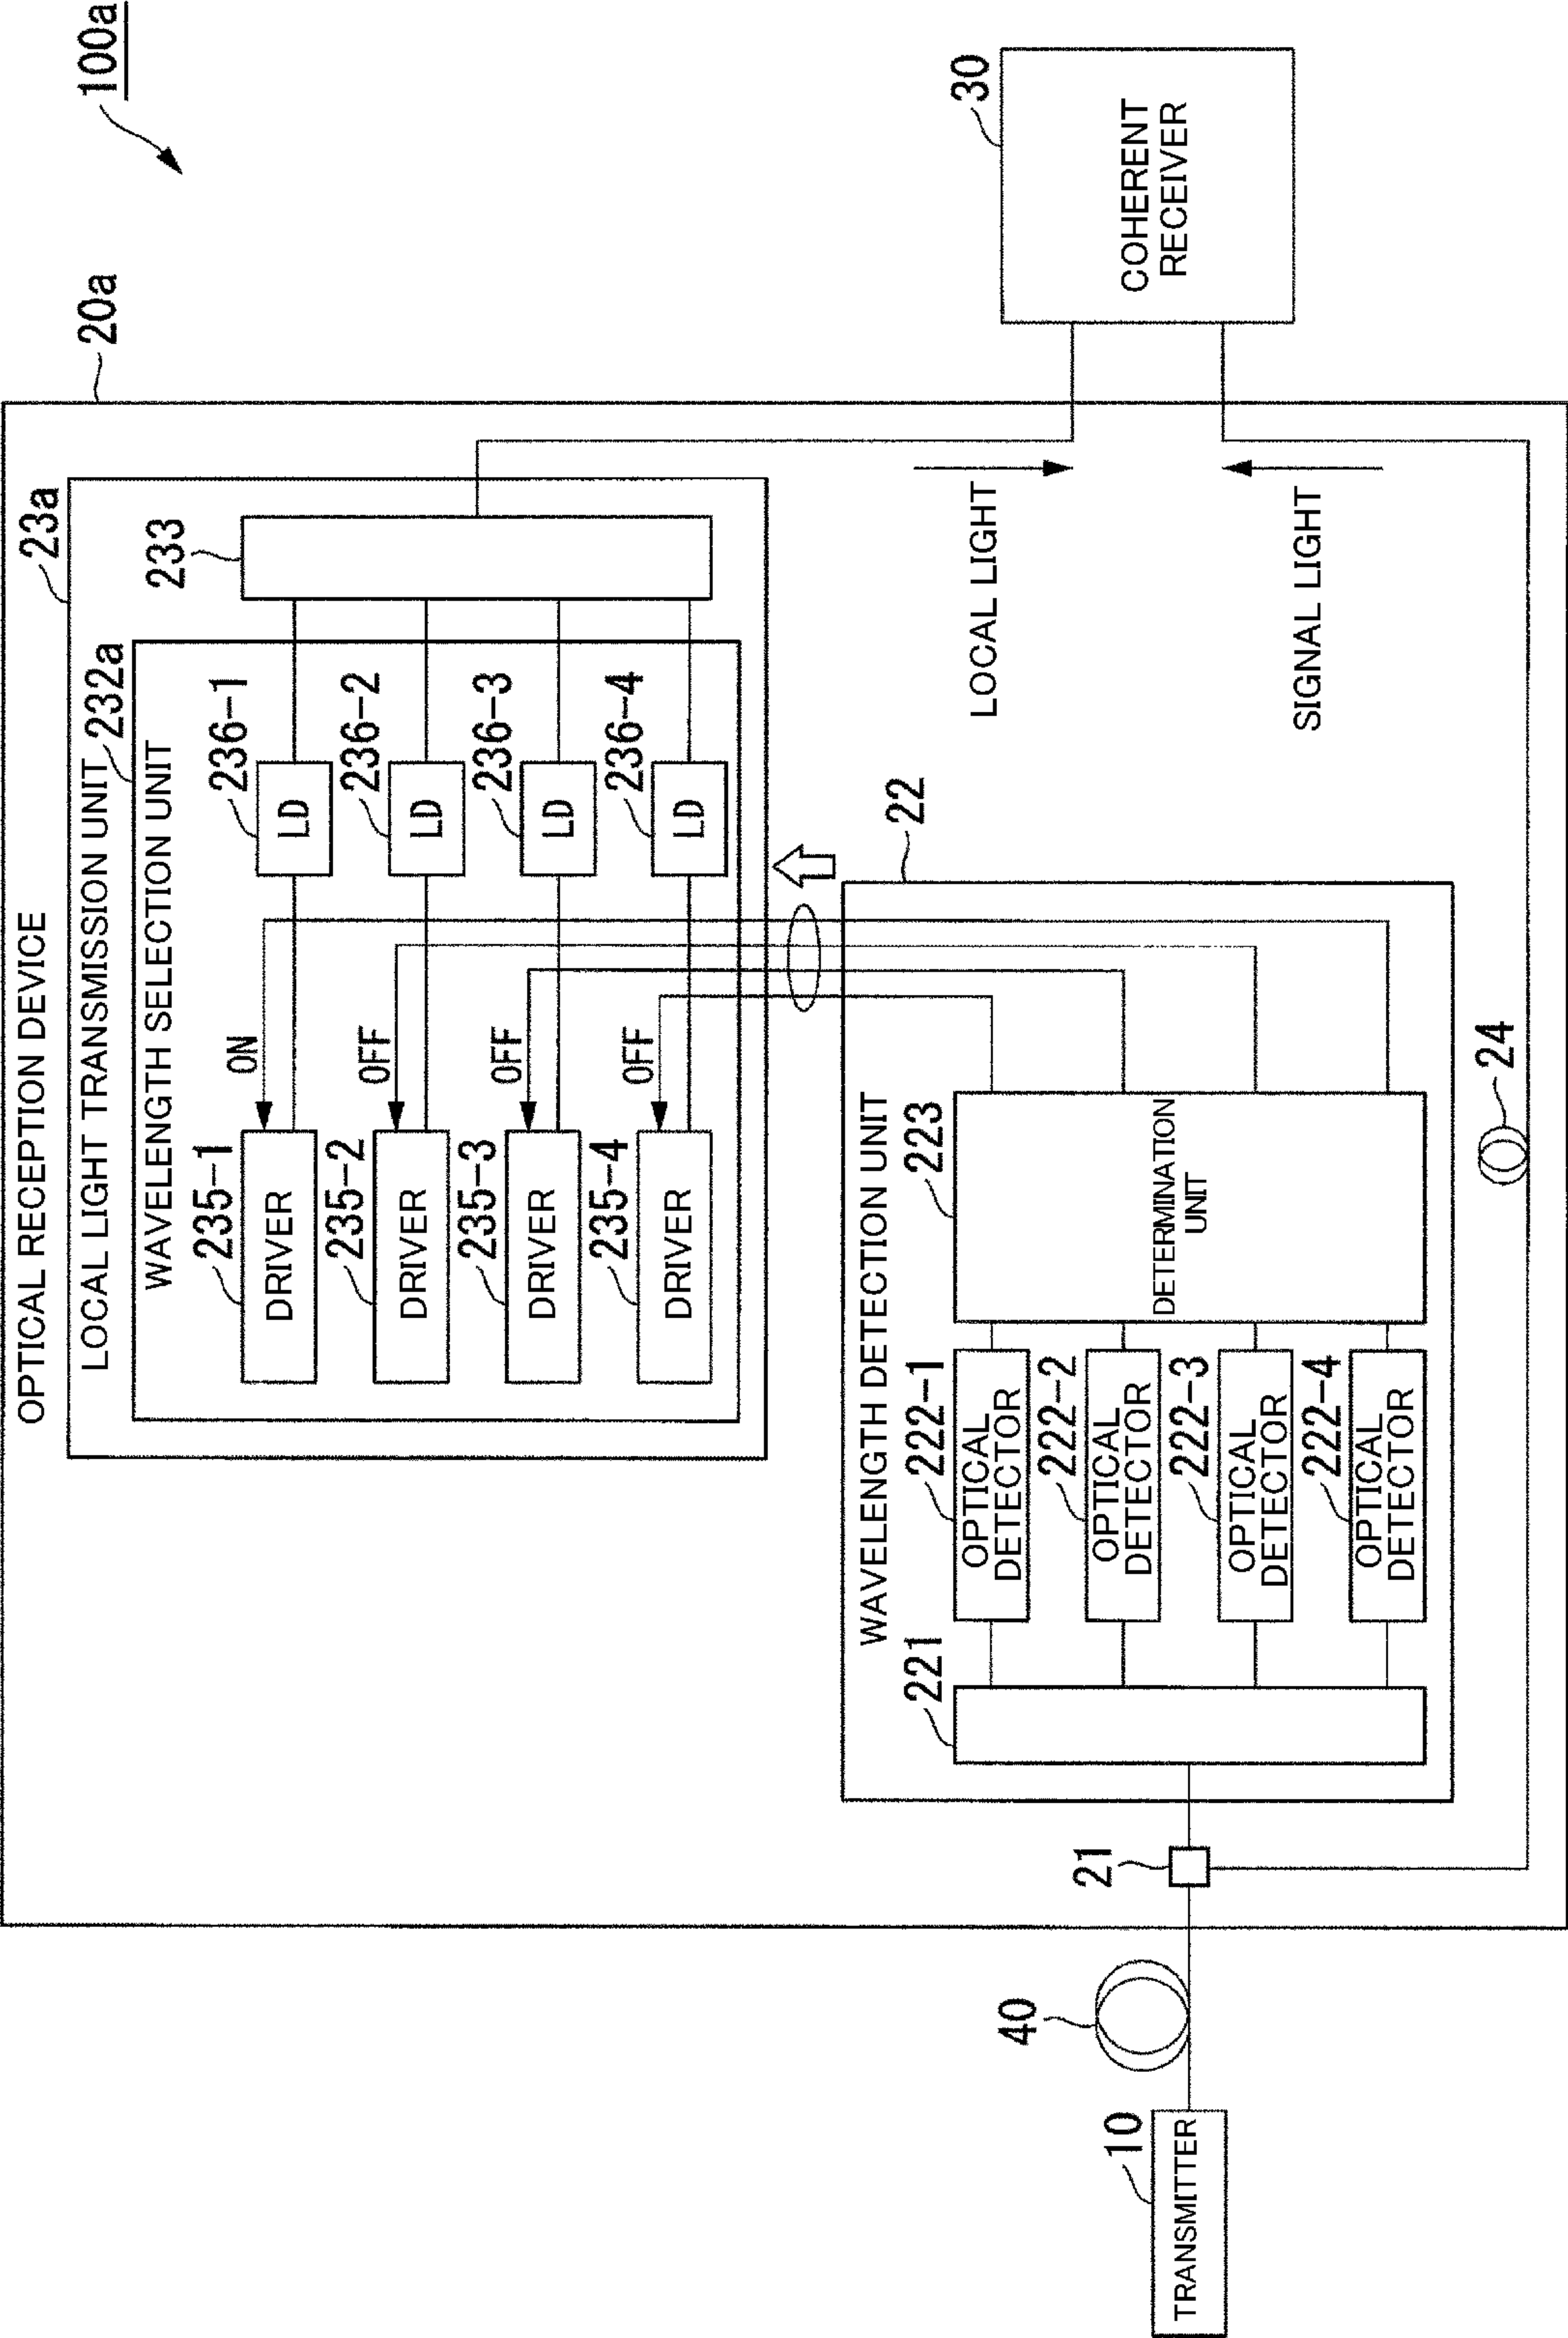 100a
20a
OPTICAL RECEPTION DEVICE
23a
LOCAL LIGHT TRANSMISSION UNIT
232a
WAVELENGTH SELECTION UNIT
233
235-1
DRIVER
ON
236-1
LD
235-2
DRIVER
OFF
236-2
LD
235-3
DRIVER
OFF
236-3
LD
235-4
DRIVER
OFF
236-4
LD
22
WAVELENGTH DETECTION UNIT
221
222-1
OPTICAL
DETECTOR
222-2
OPTICAL
DETECTOR
222-3
OPTICAL
DETECTOR
222-4
OPTICAL
DETECTOR
223
DETERMINATION
UNIT
LOCAL LIGHT
SIGNAL LIGHT
30
COHERENT
RECEIVER
10
TRANSMITTER
40
21
24